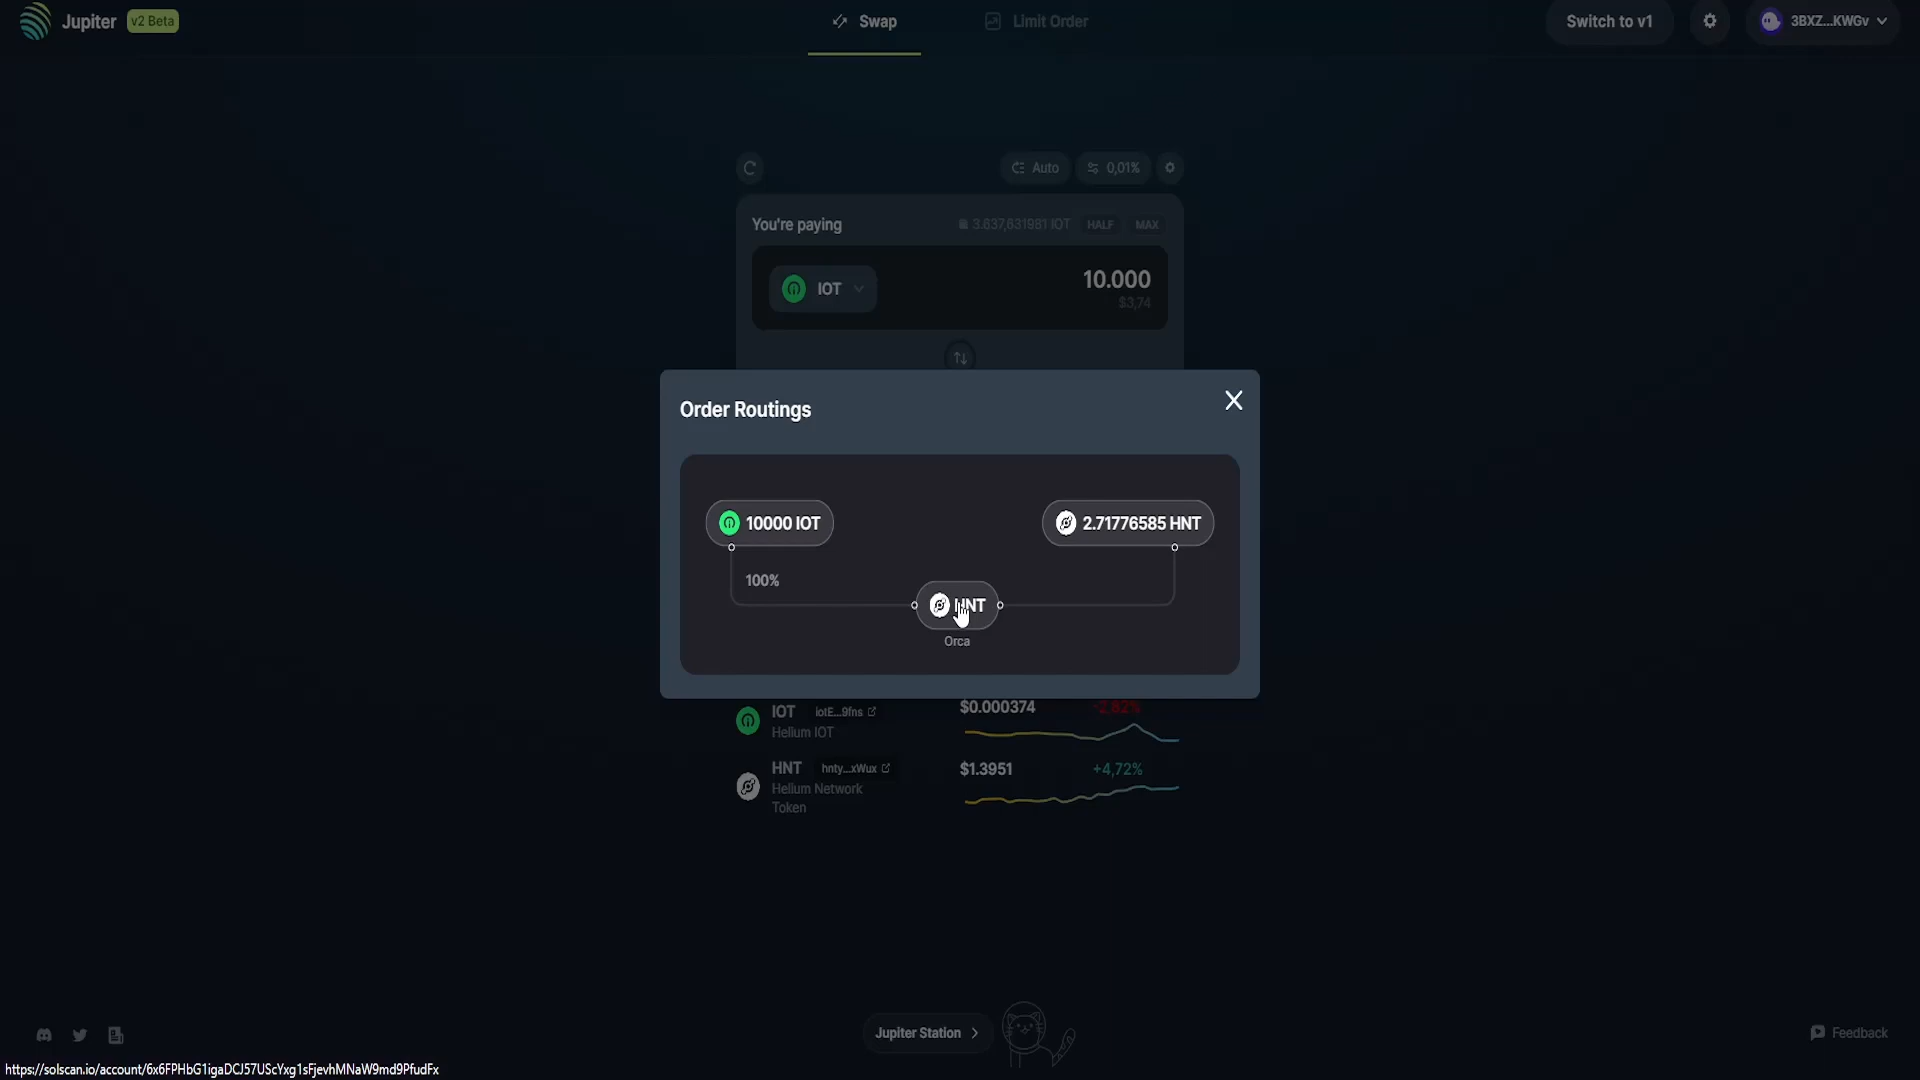 Jupiter v2 Beta
Swap
Limit Order
Switch to v1
3BXZ...KWGv
Auto
0,01%
You're paying
3.637,631981 IOT
HALF
MAX
IOT
10.000
$3,74
Order Routings
10000 IOT
2.71776585 HNT
100%
HNT
Orca
IOT iotE...9fns
$0.000374
-2,62%
Helium IOT
HNT hnty...xWux
$1.3951
+4,72%
Helium Network
Token
Jupiter Station
Feedback
https://solscan.io/account/6x6FPHbG1igaDCJ57UScYxg1sFjevhMNaW9md9PfudFx